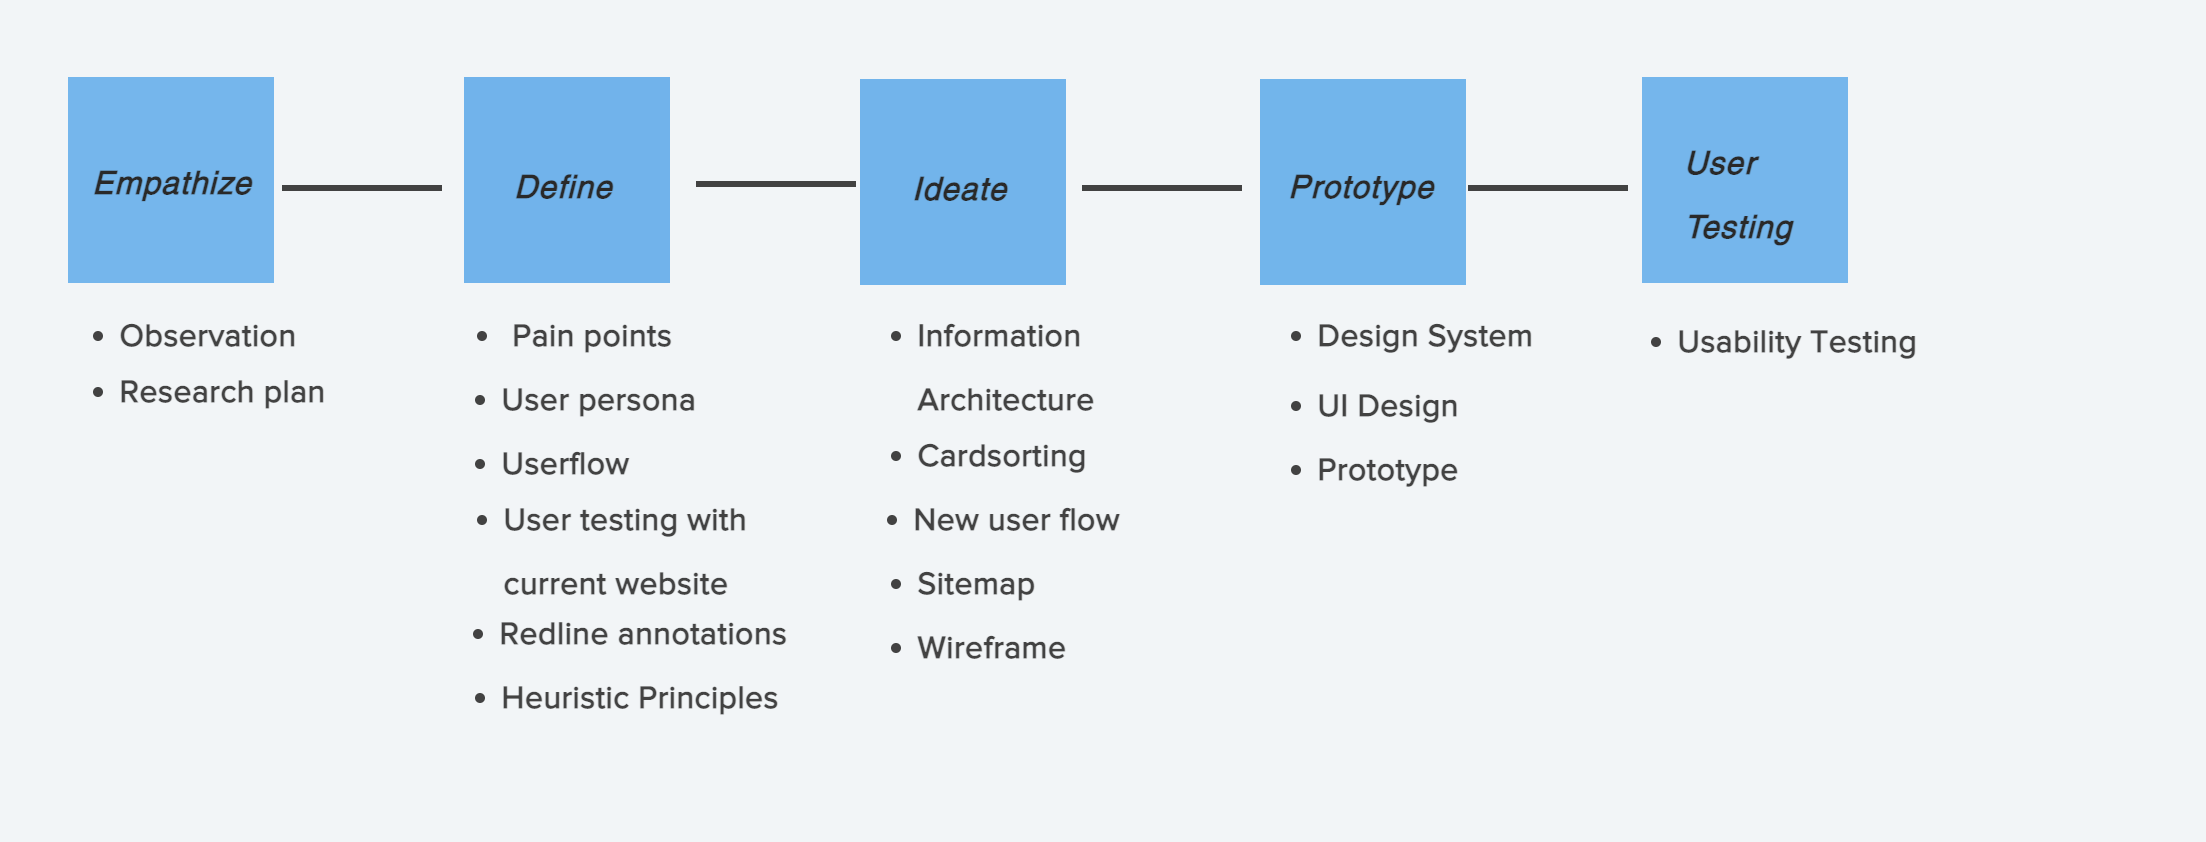 Empathize
Define
Ideate
Prototype
User
Testing
• Observation
• Research plan
• Pain points
• User persona
• Userflow
• User testing with
current website
• Redline annotations
• Heuristic Principles
• Information
Architecture
• Cardsorting
• New user flow
• Sitemap
• Wireframe
• Design System
• UI Design
• Prototype
• Usability Testing